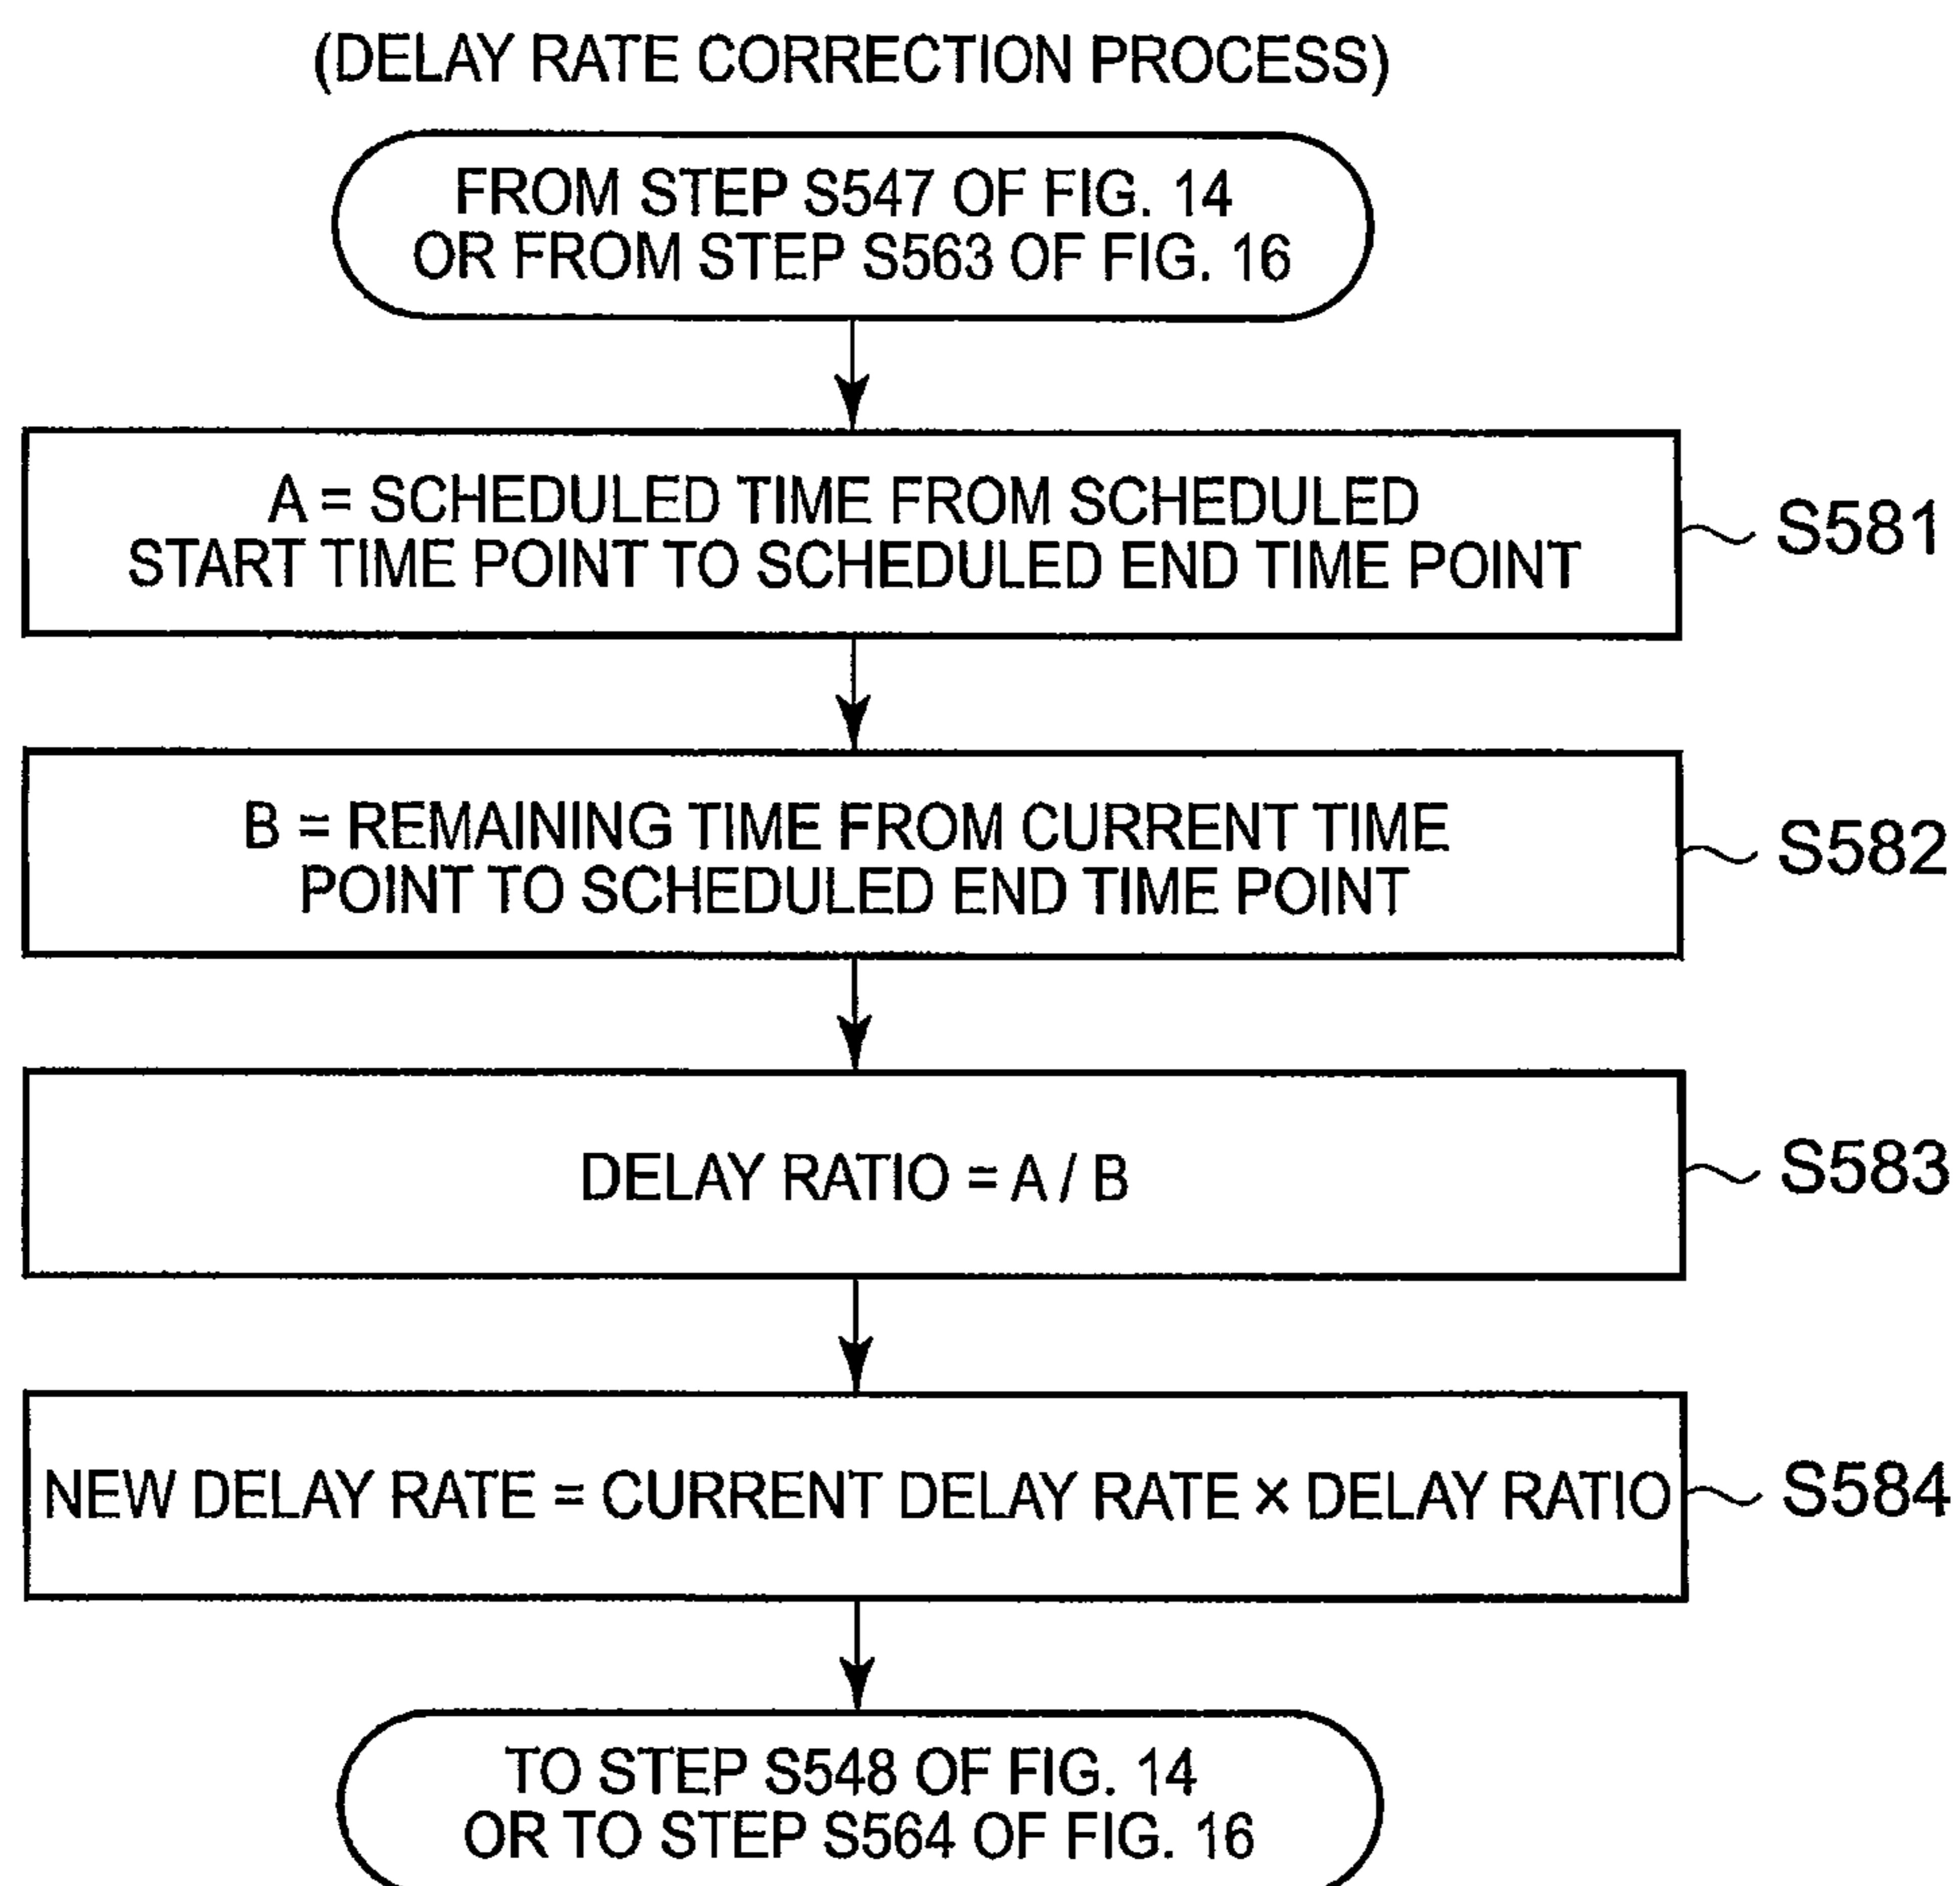 (DELAY RATE CORRECTION PROCESS)
FROM STEP S547 OF FIG. 14
OR FROM STEP S563 OF FIG. 16
A = SCHEDULED TIME FROM SCHEDULED
START TIME POINT TO SCHEDULED END TIME POINT
S581
B = REMAINING TIME FROM CURRENT TIME
POINT TO SCHEDULED END TIME POINT
S582
DELAY RATIO = A / B
S583
NEW DELAY RATE = CURRENT DELAY RATE × DELAY RATIO
S584
TO STEP S548 OF FIG. 14
OR TO STEP S564 OF FIG. 16